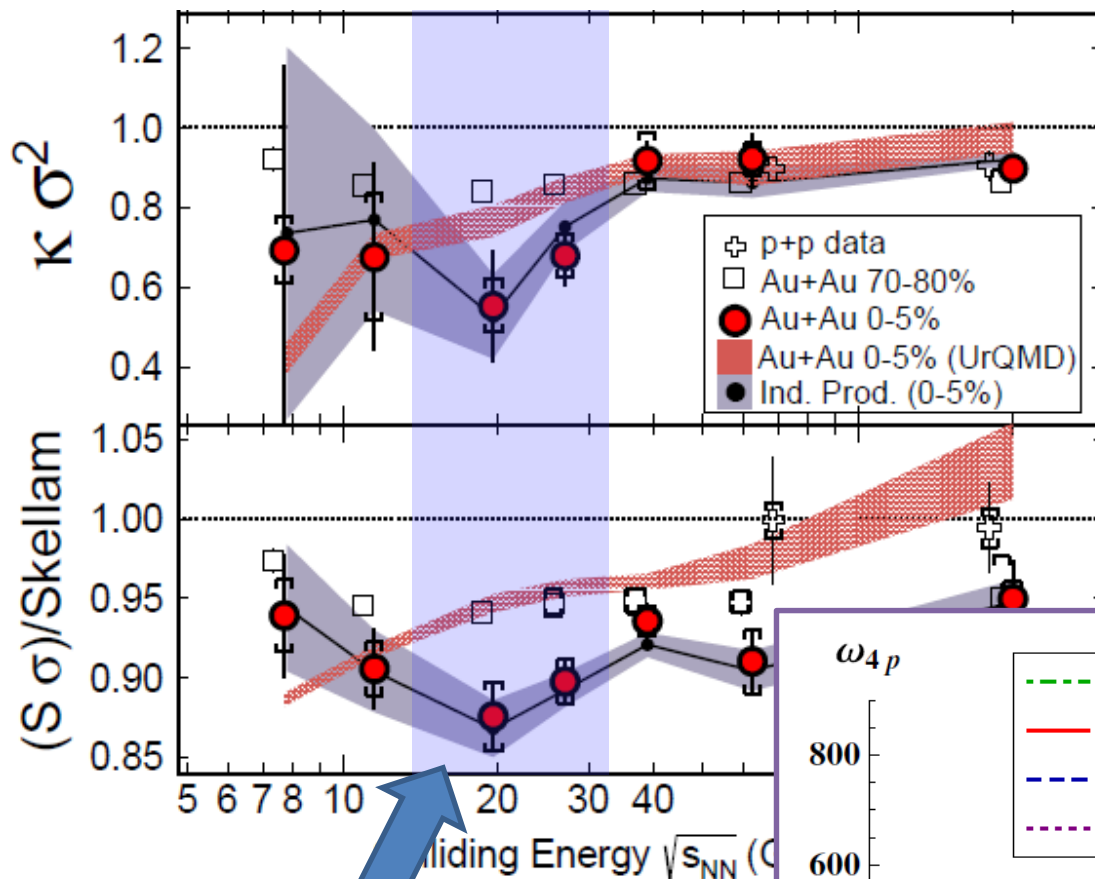 1.2
1.0
0.8
0.6
0.4
κ σ²
p+p data
Au+Au 70-80%
Au+Au 0-5%
Au+Au 0-5% (UrQMD)
Ind. Prod. (0-5%)
1.05
1.00
0.95
0.90
0.85
(S σ)/Skellam
5 6 7 8 10 20 30 40
lliding Energy √sNN (
ω4 p
800
600